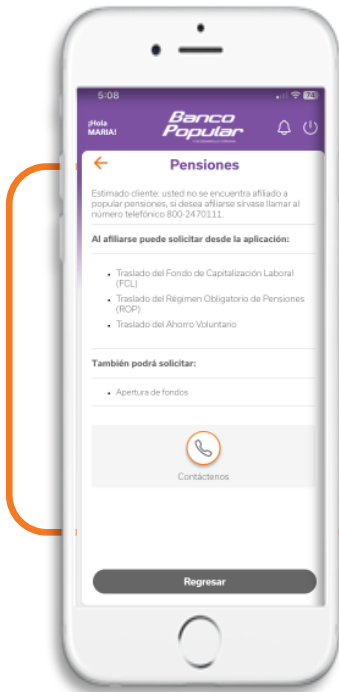 5:08
74
¡Hola
MARIA!
Banco
Popular
Pensiones
Estimado cliente: usted no se encuentra afiliado a
popular pensiones, si desea afiliarse sírvase llamar al
número telefónico 800-2470111.
Al afiliarse puede solicitar desde la aplicación:
• Traslado del Fondo de Capitalización Laboral
(FCL)
• Traslado del Régimen Obligatorio de Pensiones
(ROP)
• Traslado del Ahorro Voluntario
También podrá solicitar:
• Apertura de fondos
Contáctenos
Regresar